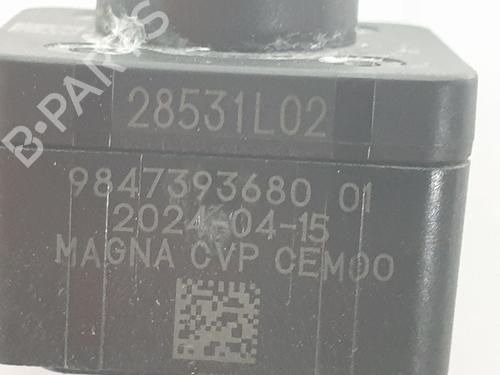 B·PARTS
28531L02
9847393680 01
2024-04-15
MAGNA CVP CEM00